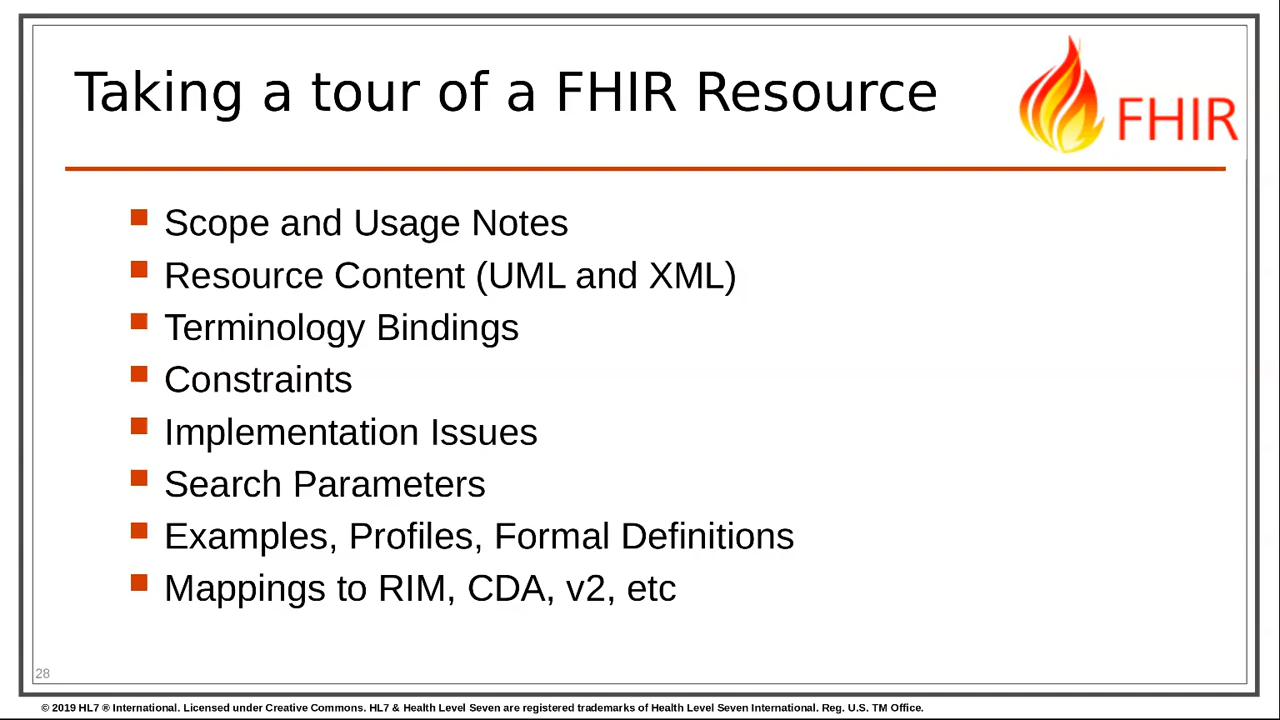 Taking a tour of a FHIR Resource
FHIR
Scope and Usage Notes
Resource Content (UML and XML)
Terminology Bindings
Constraints
Implementation Issues
Search Parameters
Examples, Profiles, Formal Definitions
Mappings to RIM, CDA, v2, etc
28
© 2019 HL7 ® International. Licensed under Creative Commons. HL7 & Health Level Seven are registered trademarks of Health Level Seven International. Reg. U.S. TM Office.